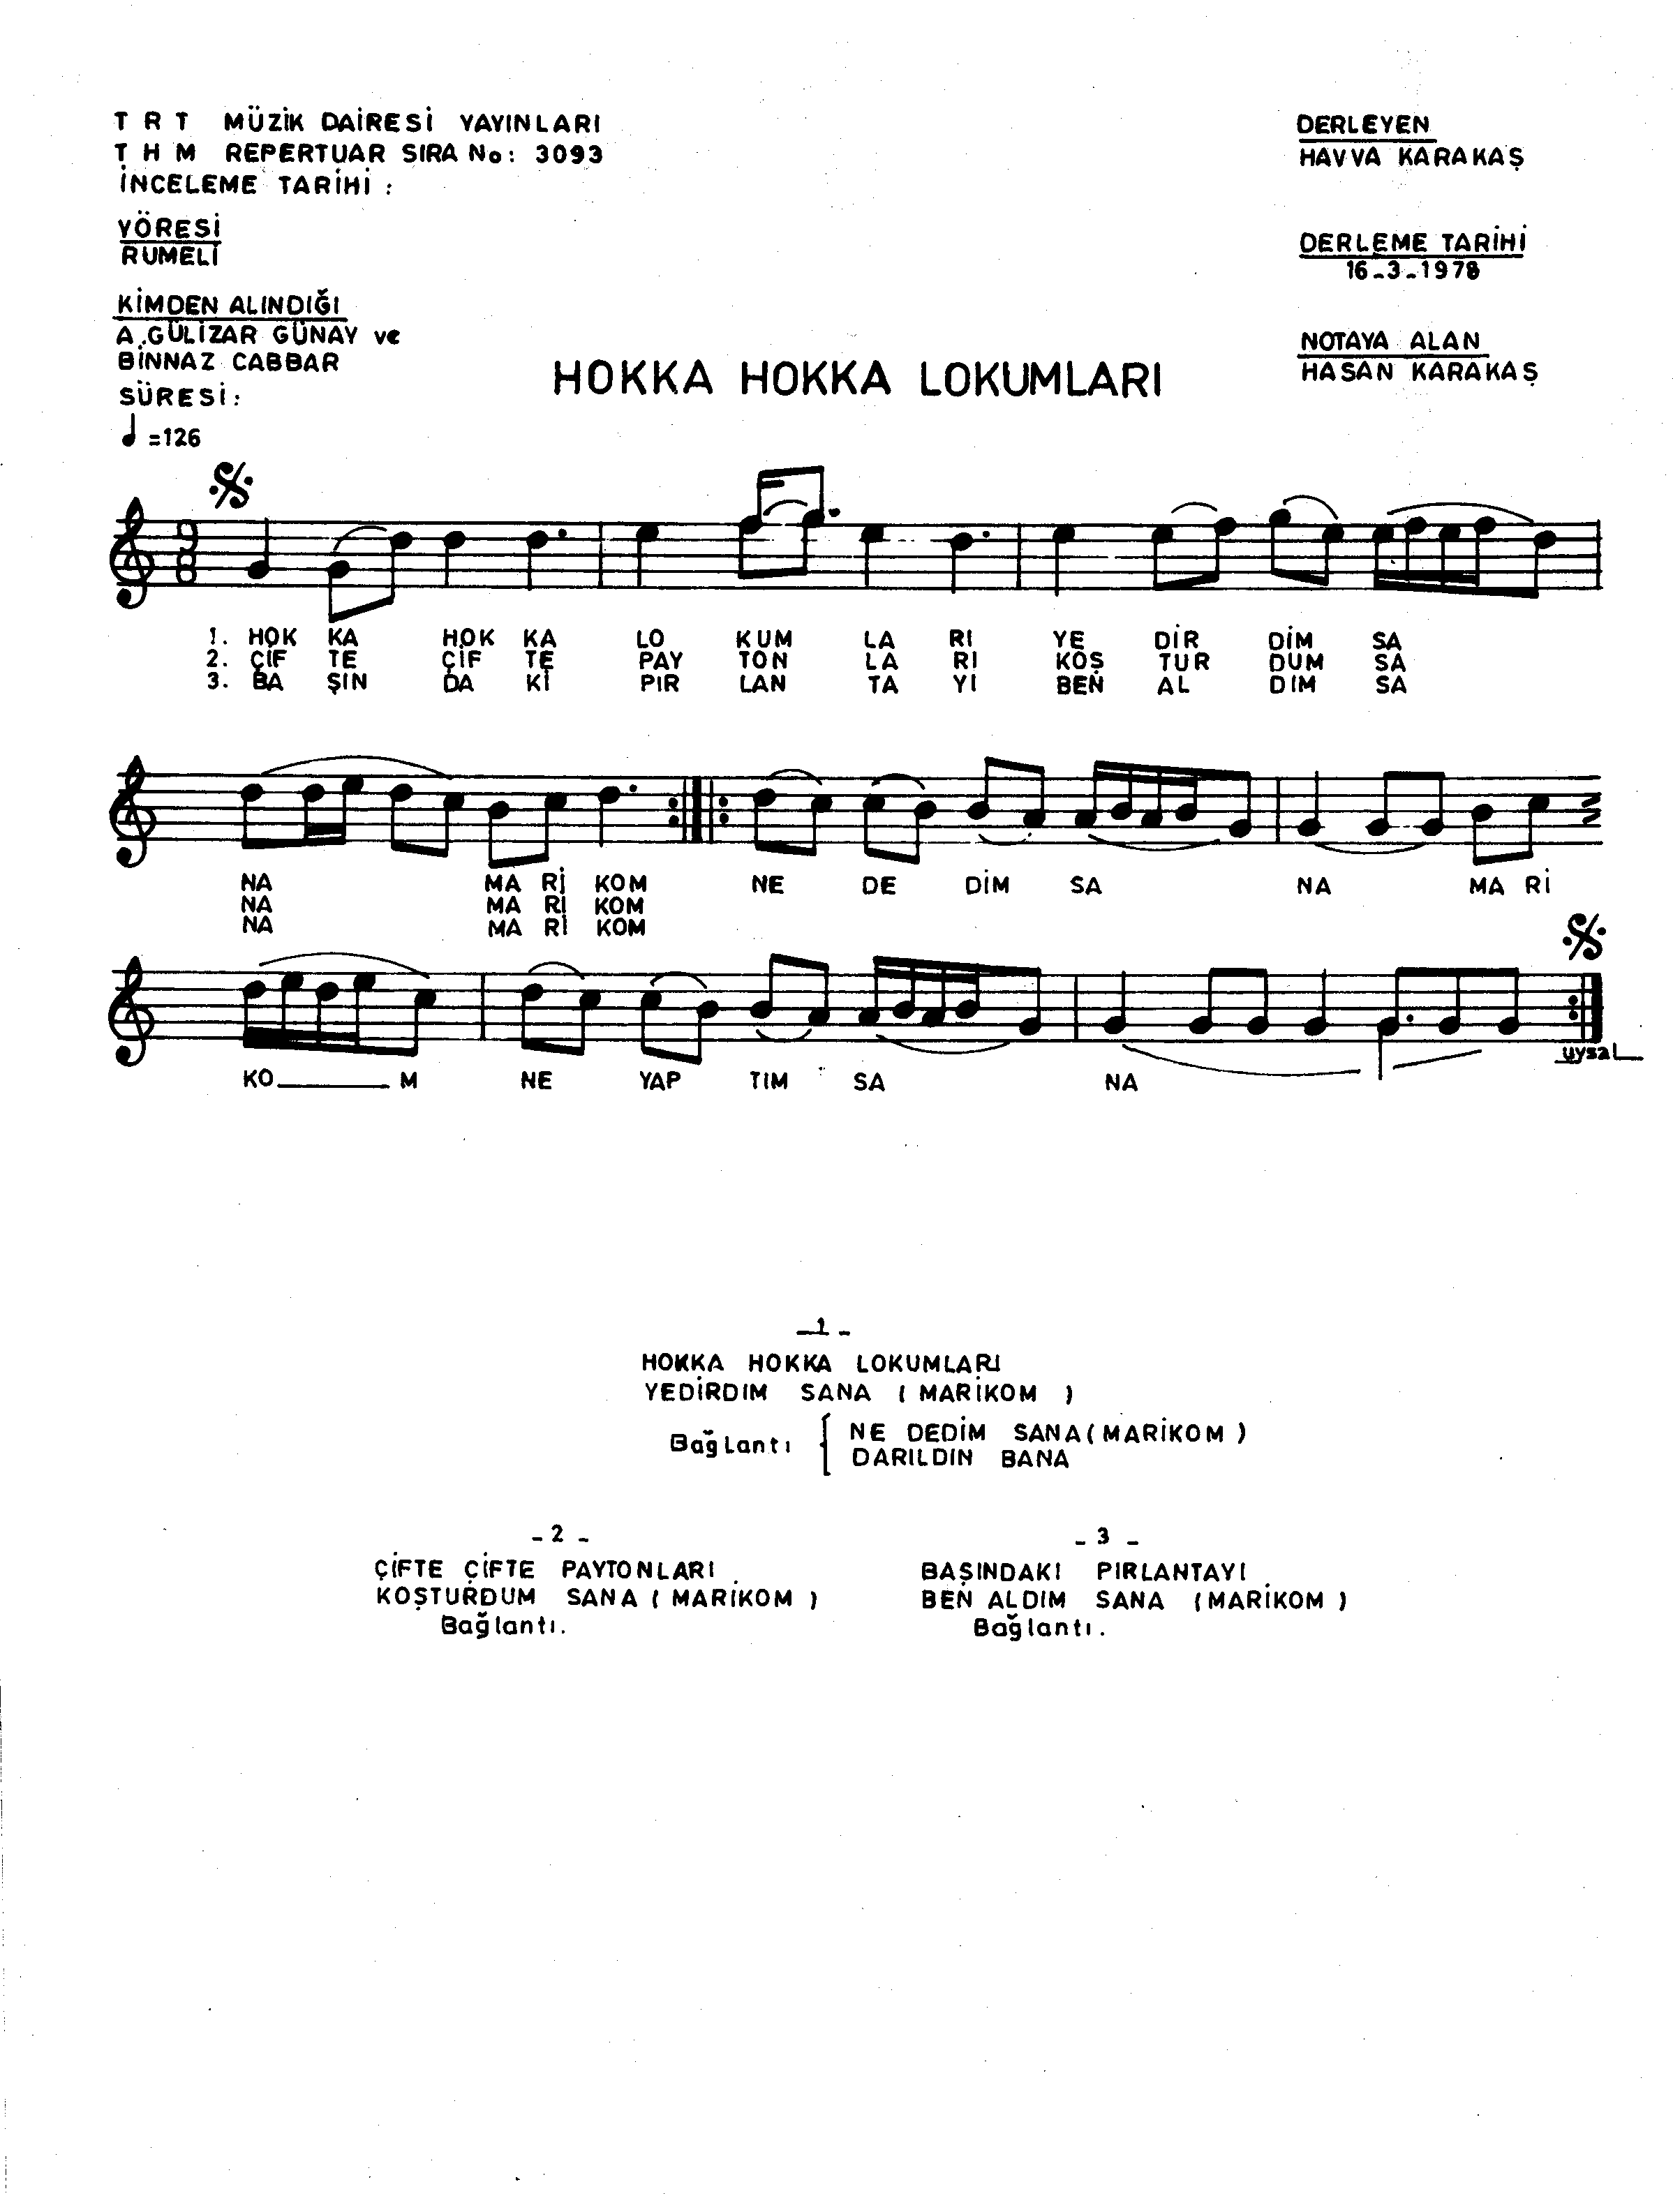 T R T MÜZİK DAİRESİ YAYINLARI
T H M REPERTUAR SIRA No: 3093
İNCELEME TARİHİ :
YÖRESİ
RUMELİ
KİMDEN ALINDIĞI
A.GÜLİZAR GÜNAY ve
BİNNAZ CABBAR
SÜRESİ:
=126
DERLEYEN
HAVVA KARAKAŞ
DERLEME TARİHİ
16-3-1978
NOTAYA ALAN
HASAN KARAKAŞ
HOKKA HOKKA LOKUMLARI
9
8
1. HOK KA HOK KA LO KUM LA RI YE DİR DİM SA
2. ÇİF TE ÇİF TE PAY TON LA RI KOŞ TUR DUM SA
3. BA ŞIN DA Kİ PIR LAN TA YI BEN AL DIM SA
NA MA Rİ KOM NE DE DİM SA NA MA Rİ
NA MA Rİ KOM
NA MA Rİ KOM
KO M NE YAP TIM SA NA
uysal
-1-
HOKKA HOKKA LOKUMLARI
YEDİRDIM SANA ( MARİKOM )
Bağlantı { NE DEDİM SANA(MARİKOM )
DARILDIN BANA
- 2 -
ÇİFTE ÇİFTE PAYTONLARI
KOŞTURDUM SANA ( MARİKOM )
Bağlantı.
- 3 -
BAŞINDAKI PIRLANTAYI
BEN ALDIM SANA (MARİKOM )
Bağlantı.